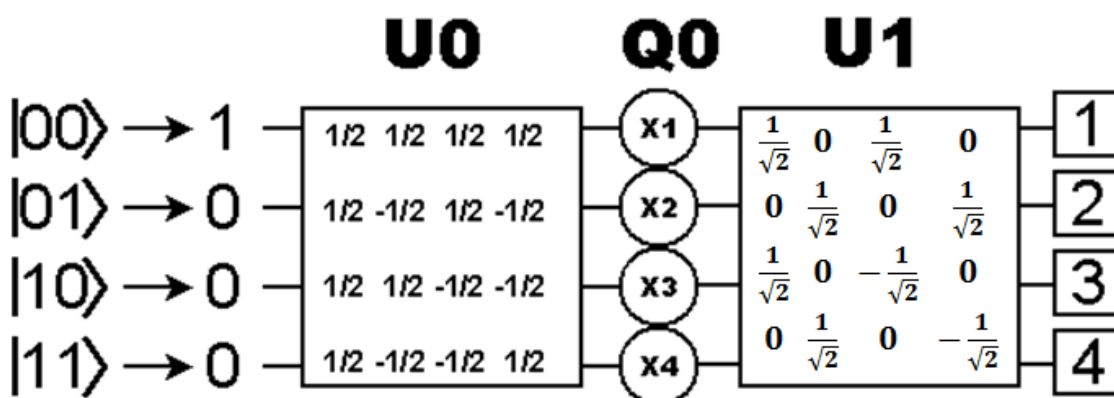 U0 Q0 U1
|00⟩ → 1 1/2 1/2 1/2 1/2 X1 1/√2 0 1/√2 0 1
|01⟩ → 0 1/2 -1/2 1/2 -1/2 X2 0 1/√2 0 1/√2 2
|10⟩ → 0 1/2 1/2 -1/2 -1/2 X3 1/√2 0 -1/√2 0 3
|11⟩ → 0 1/2 -1/2 -1/2 1/2 X4 0 1/√2 0 -1/√2 4